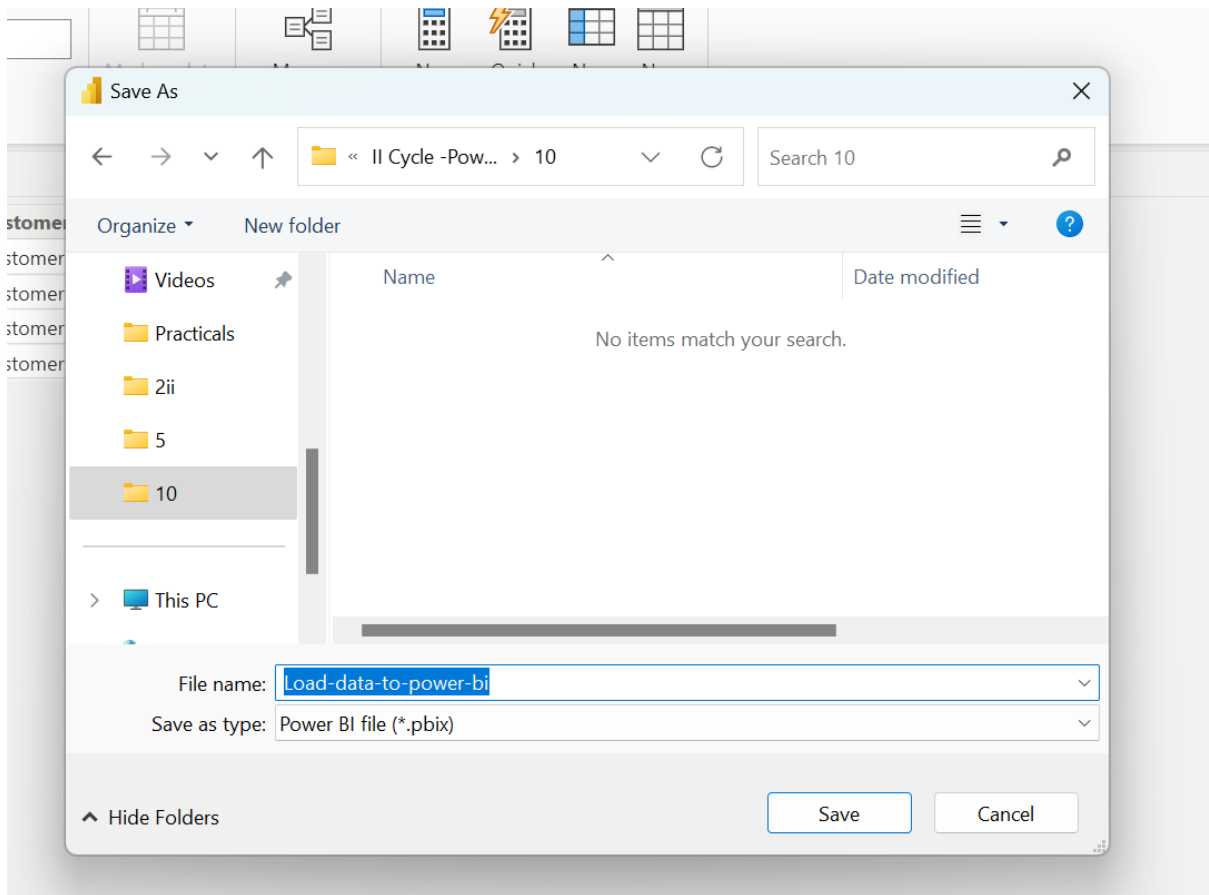 Save As
« II Cycle -Pow... > 10
Search 10
Organize
New folder
stomer
stomer
stomer
stomer
stomer
Videos
Practicals
2ii
5
10
This PC
Name
Date modified
No items match your search.
File name: Load-data-to-power-bi
Save as type: Power BI file (*.pbix)
Hide Folders
Save
Cancel